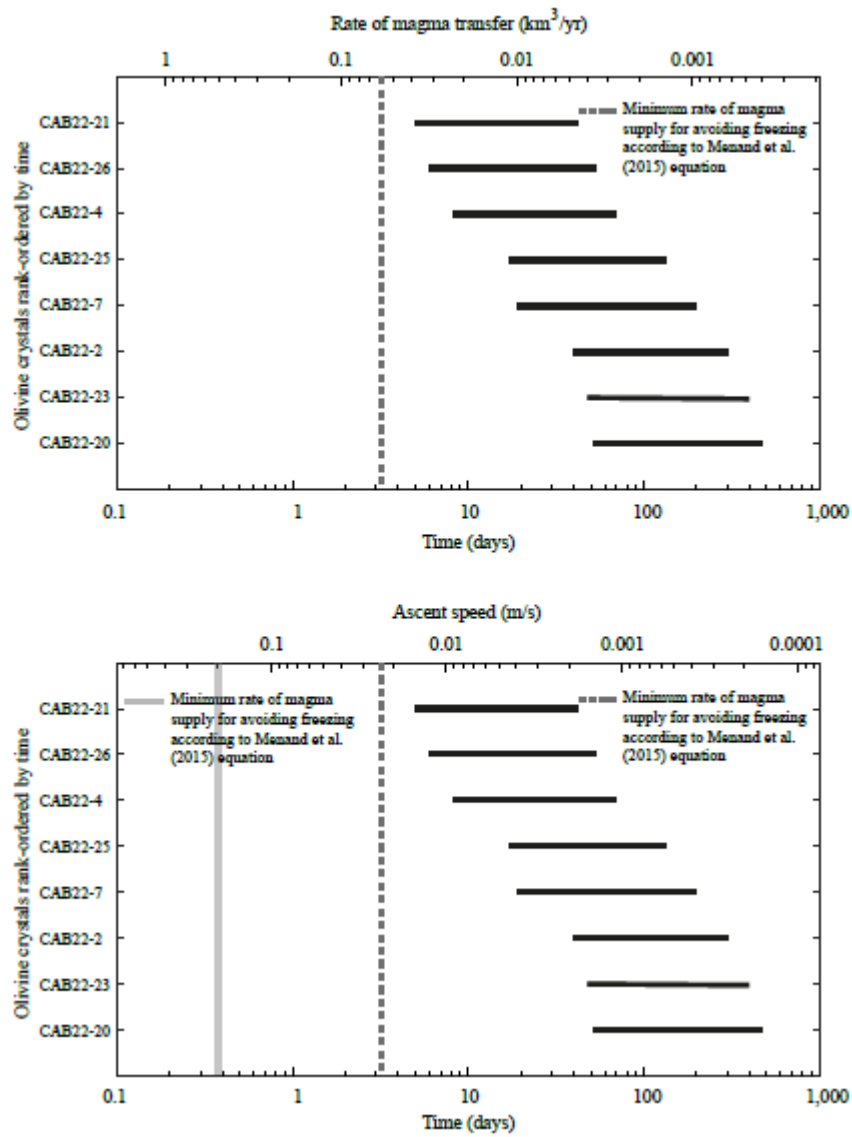 Rate of magma transfer (km³/yr)
1 0.1 0.01 0.001
Olivine crystals rank-ordered by time
CAB22-21
CAB22-26
CAB22-4
CAB22-25
CAB22-7
CAB22-2
CAB22-23
CAB22-20
Minimum rate of magma
supply for avoiding freezing
according to Menand et al.
(2015) equation
0.1 1 10 100 1,000
Time (days)
Ascent speed (m/s)
0.1 0.01 0.001 0.0001
Olivine crystals rank-ordered by time
CAB22-21
CAB22-26
CAB22-4
CAB22-25
CAB22-7
CAB22-2
CAB22-23
CAB22-20
Minimum rate of magma
supply for avoiding freezing
according to Menand et al.
(2015) equation
Minimum rate of magma
supply for avoiding freezing
according to Menand et al.
(2015) equation
0.1 1 10 100 1,000
Time (days)